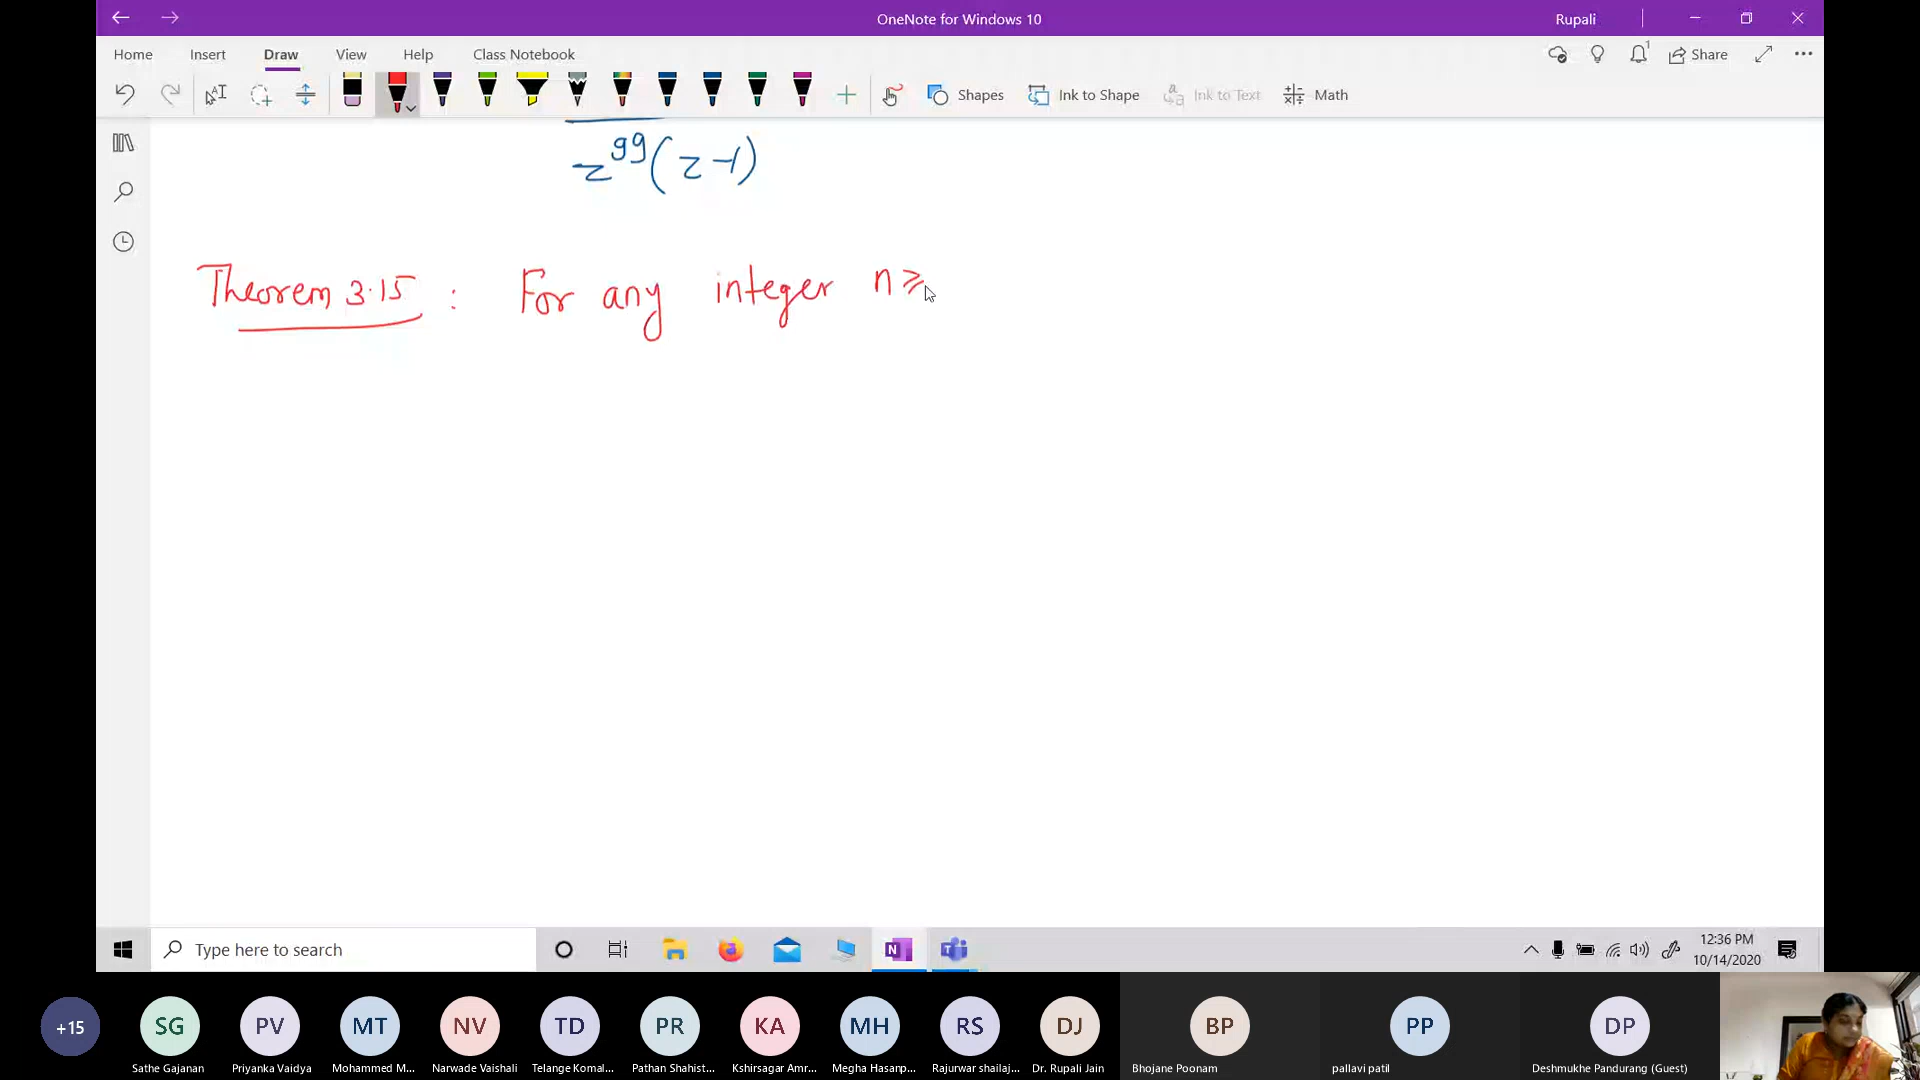 OneNote for Windows 10
Rupali
Home Insert Draw View Help Class Notebook
1
Share
AI Shapes Ink to Shape Ink to Text Math
z^99(z-1)
Theorem 3.15 : For any integer n ≥
Type here to search
12:36 PM
10/14/2020
+15 SG PV MT NV TD PR KA MH RS DJ BP PP DP
Sathe Gajanan Priyanka Vaidya Mohammed M... Narwade Vaishali Telange Komal... Pathan Shahist... Kshirsagar Amr... Megha Hasanp... Rajurwar shailaj... Dr. Rupali Jain Bhojane Poonam pallavi patil Deshmukhe Pandurang (Guest)